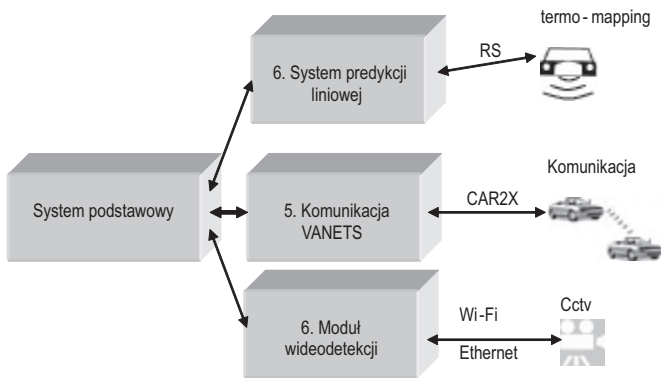 termo - mapping
RS
6. System predykcji
liniowej
Komunikacja
System podstawowy
5. Komunikacja
VANETS
CAR2X
6. Moduł
wideodetekcji
Wi-Fi
Ethernet
Cctv